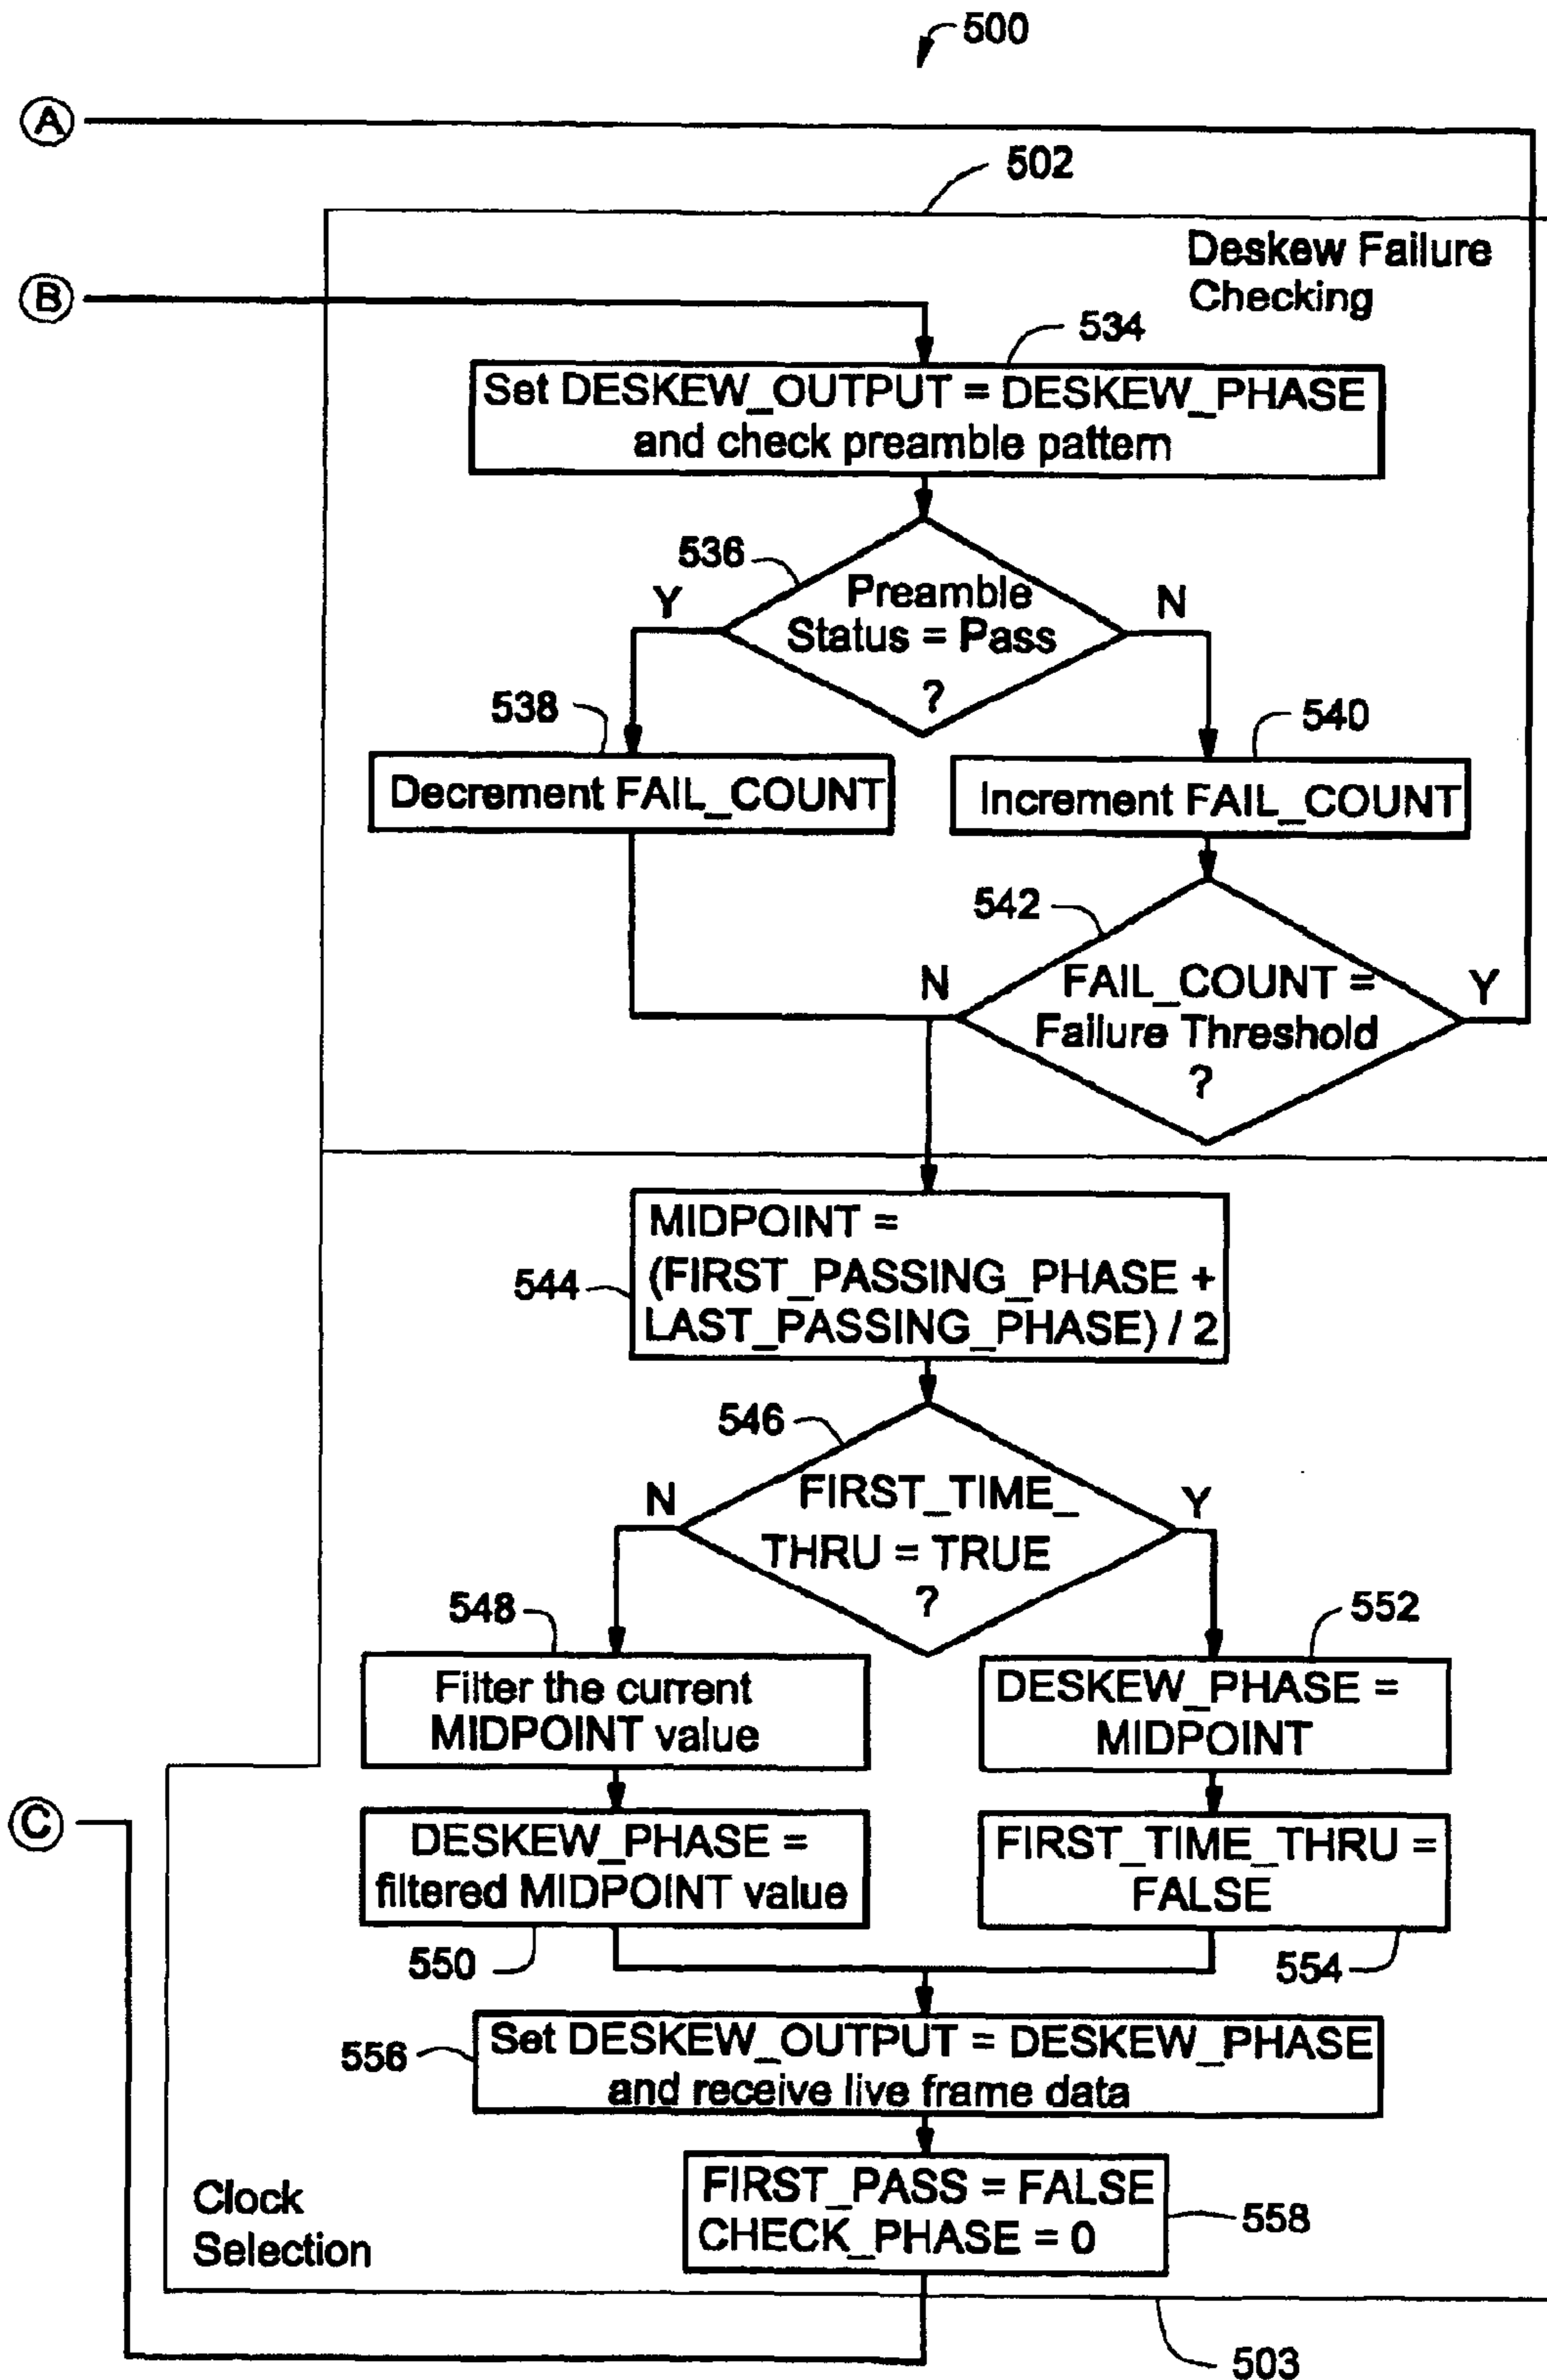 500
A
502
Deskew Failure
Checking
B
534
Set DESKEW_OUTPUT = DESKEW_PHASE
and check preamble pattern
536
Y
Preamble
Status = Pass
?
N
538
540
Decrement FAIL_COUNT
Increment FAIL_COUNT
542
N
FAIL_COUNT =
Failure Threshold
?
Y
544
MIDPOINT =
(FIRST_PASSING_PHASE +
LAST_PASSING_PHASE) / 2
546
N
FIRST_TIME_
THRU = TRUE
?
Y
548
552
Filter the current
MIDPOINT value
DESKEW_PHASE =
MIDPOINT
C
DESKEW_PHASE =
filtered MIDPOINT value
FIRST_TIME_THRU =
FALSE
550
554
556
Set DESKEW_OUTPUT = DESKEW_PHASE
and receive live frame data
FIRST_PASS = FALSE
CHECK_PHASE = 0
558
Clock
Selection
503